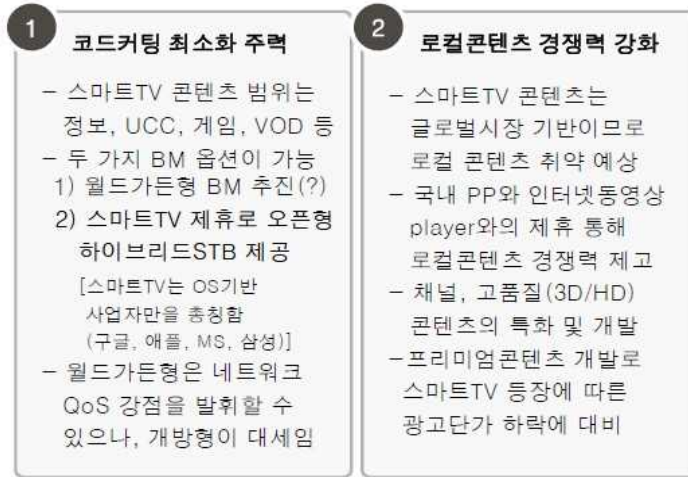 1
코드커팅 최소화 주력
– 스마트TV 콘텐츠 범위는
정보, UCC, 게임, VOD 등
– 두 가지 BM 옵션이 가능
1) 월드가든형 BM 추진(?)
2) 스마트TV 제휴로 오픈형
하이브리드STB 제공
[스마트TV는 OS기반
사업자만을 총칭함
(구글, 애플, MS, 삼성)]
– 월드가든형은 네트워크
QoS 강점을 발휘할 수
있으나, 개방형이 대세임
2
로컬콘텐츠 경쟁력 강화
– 스마트TV 콘텐츠는
글로벌시장 기반이므로
로컬 콘텐츠 취약 예상
– 국내 PP와 인터넷동영상
player와의 제휴 통해
로컬콘텐츠 경쟁력 제고
– 채널, 고품질(3D/HD)
콘텐츠의 특화 및 개발
–프리미엄콘텐츠 개발로
스마트TV 등장에 따른
광고단가 하락에 대비